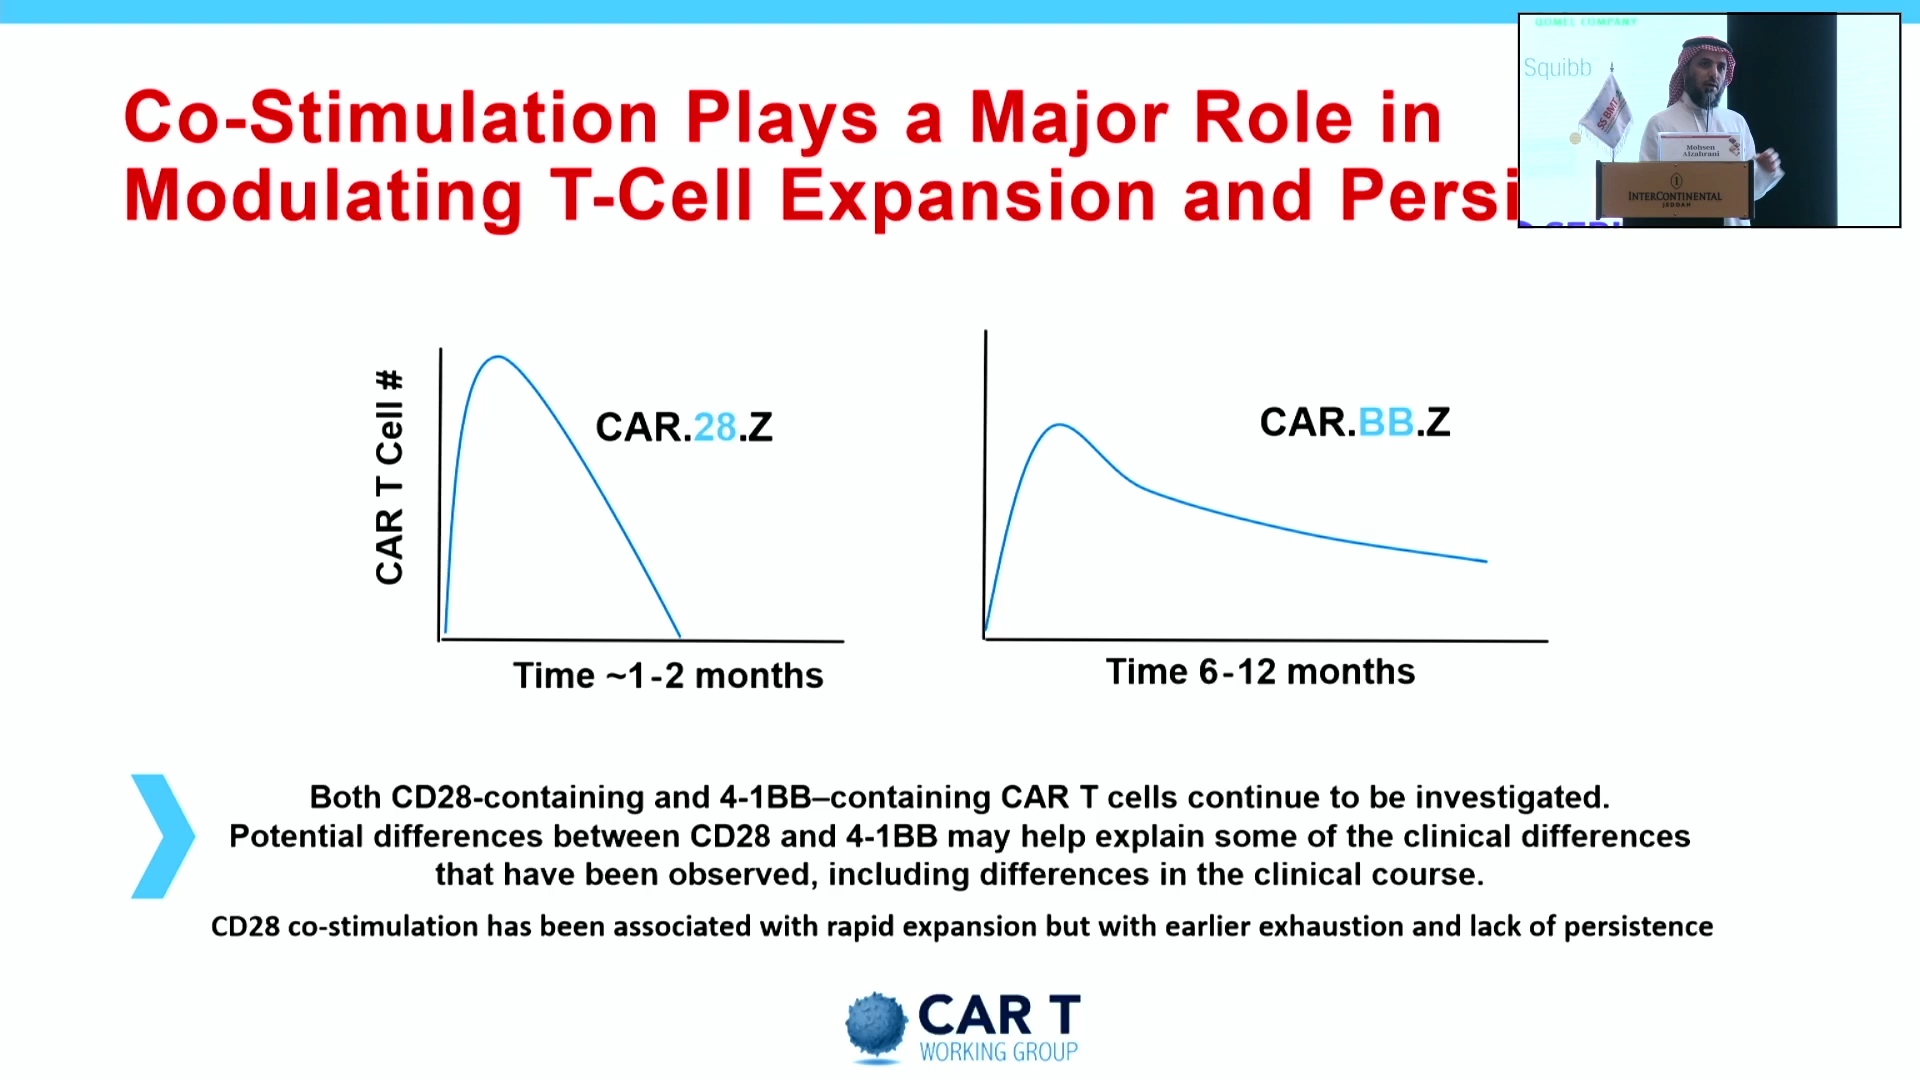 Co-Stimulation Plays a Major Role in
Modulating T-Cell Expansion and Persi
QOMEL COMPANY
Squibb
SS BMT
Mohsen
Alzahrani
INTERCONTINENTAL
JEDDAH
CAR T Cell #
CAR.28.Z
Time ~1-2 months
CAR.BB.Z
Time 6-12 months
Both CD28-containing and 4-1BB–containing CAR T cells continue to be investigated.
Potential differences between CD28 and 4-1BB may help explain some of the clinical differences
that have been observed, including differences in the clinical course.
CD28 co-stimulation has been associated with rapid expansion but with earlier exhaustion and lack of persistence
CAR T
WORKING GROUP